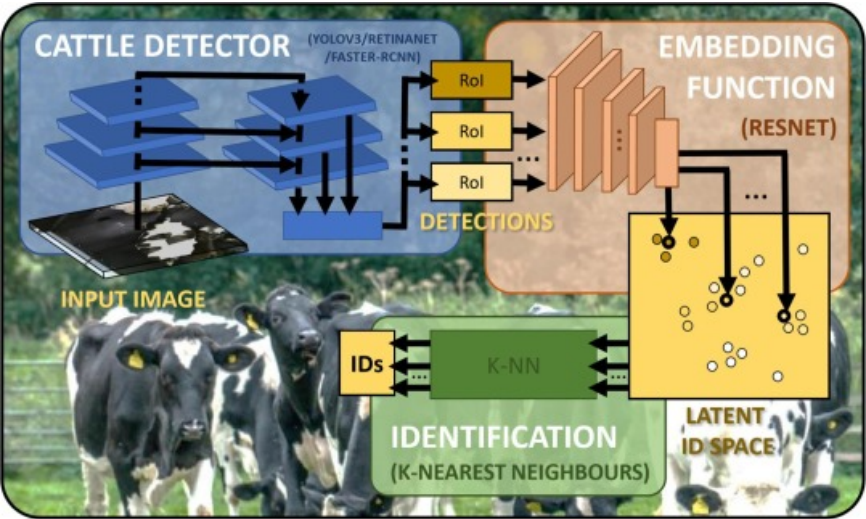 CATTLE DETECTOR
(YOLOV3/RETINANET
/FASTER-RCNN)
EMBEDDING
FUNCTION
(RESNET)
RoI
RoI
...
RoI
DETECTIONS
...
INPUT IMAGE
IDs
...
K-NN
...
IDENTIFICATION
(K-NEAREST NEIGHBOURS)
LATENT
ID SPACE